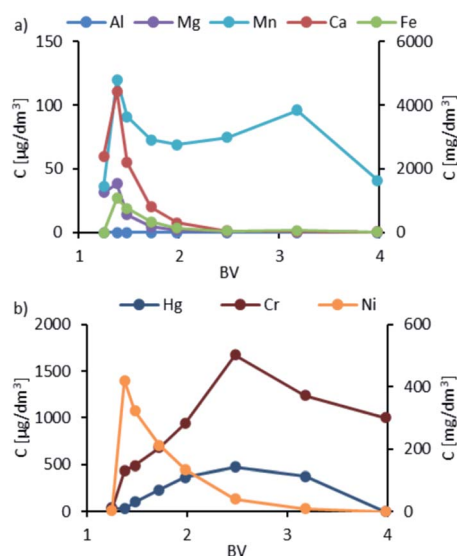 a) Al Mg Mn Ca Fe
150 6000
100 4000
50 2000
0 0
C [µg/dm³]
C [mg/dm³]
1 2 3 4
BV
b) Hg Cr Ni
2000 600
1500 400
1000
500 200
0 0
C [µg/dm³]
C [mg/dm³]
1 2 3 4
BV